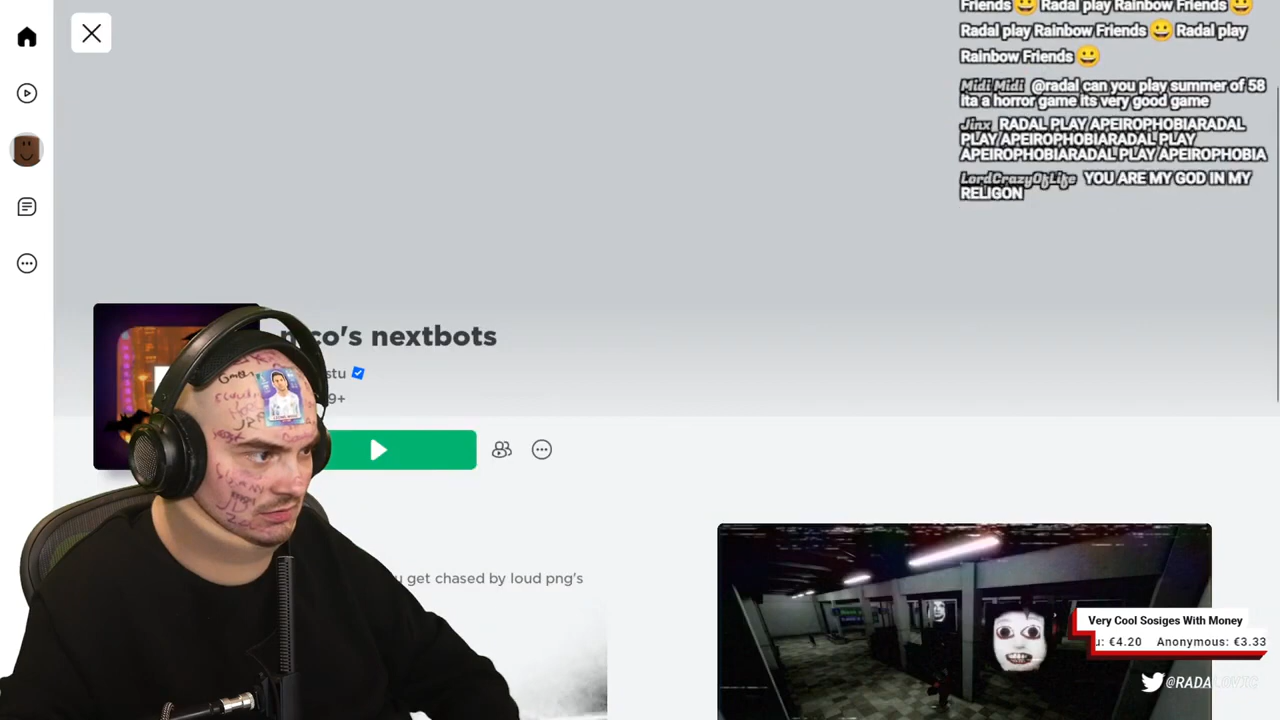 Friends 😀 Radal play Rainbow Friends 😀
Radal play Rainbow Friends 😀 Radal play
Rainbow Friends 😀
Midi Midi @radal can you play summer of 58
ita a horror game its very good game
Jinx RADAL PLAY APEIROPHOBIARADAL
PLAY APEIROPHOBIARADAL PLAY
APEIROPHOBIARADAL PLAY APEIROPHOBIA
LordCrazyOfLife YOU ARE MY GOD IN MY
RELIGON
nico's nextbots
stu
9+
get chased by loud png's
Very Cool Sosiges With Money
u: €4.20 Anonymous: €3.33
@RADA